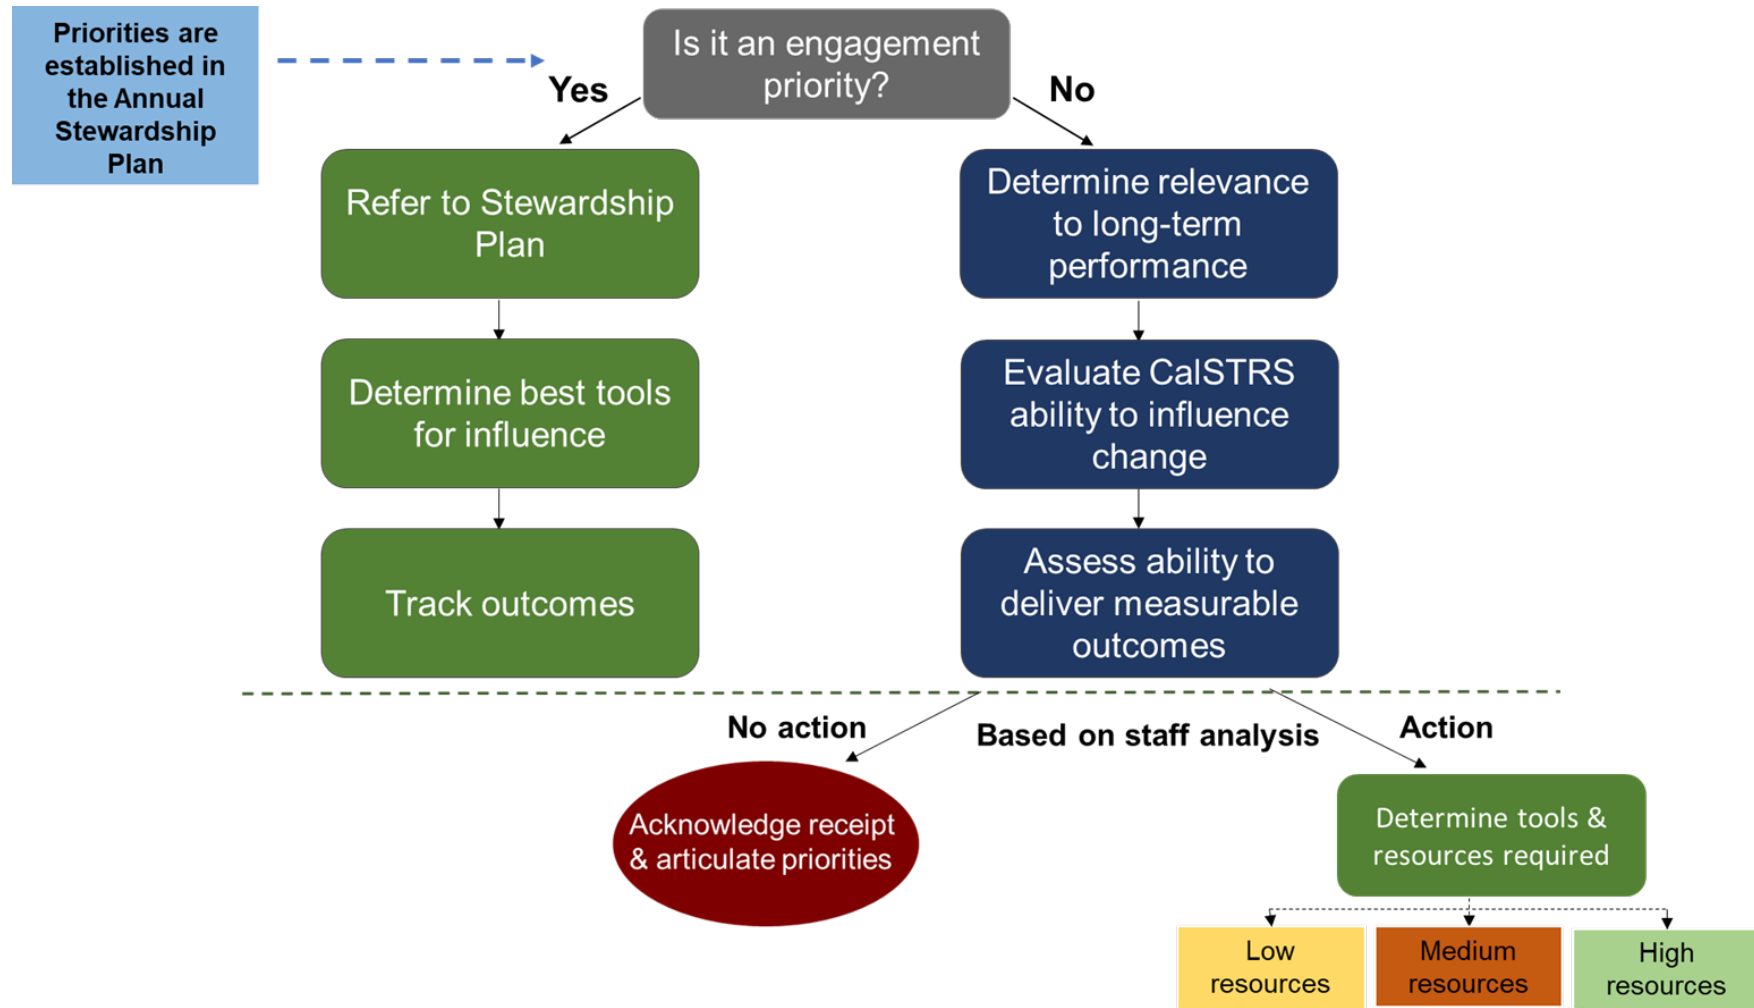 Priorities are
established in
the Annual
Stewardship
Plan
Is it an engagement
priority?
Yes
No
Refer to Stewardship
Plan
Determine relevance
to long-term
performance
Determine best tools
for influence
Evaluate CalSTRS
ability to influence
change
Track outcomes
Assess ability to
deliver measurable
outcomes
No action
Based on staff analysis
Action
Acknowledge receipt
& articulate priorities
Determine tools &
resources required
Low
resources
Medium
resources
High
resources